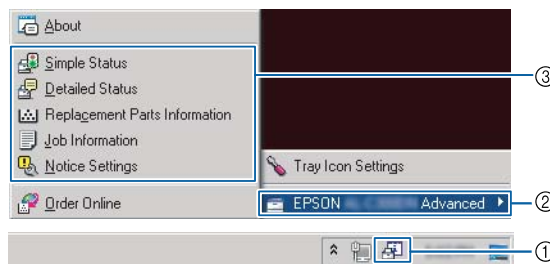 About
Simple Status
Detailed Status
Replacement Parts Information
Job Information
Notice Settings
Order Online
Tray Icon Settings
EPSON Advanced
③
②
①